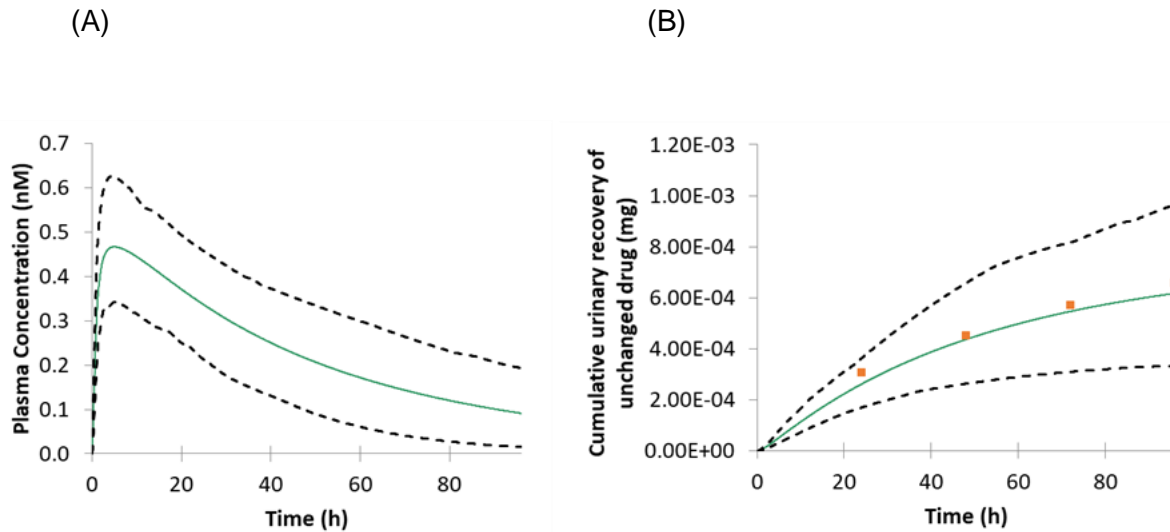 (A)
(B)
Plasma Concentration (nM)
0.7
0.6
0.5
0.4
0.3
0.2
0.1
0.0
0
20
40
60
80
Time (h)
Cumulative urinary recovery of
unchanged drug (mg)
1.20E-03
1.00E-03
8.00E-04
6.00E-04
4.00E-04
2.00E-04
0.00E+00
0
20
40
60
80
Time (h)